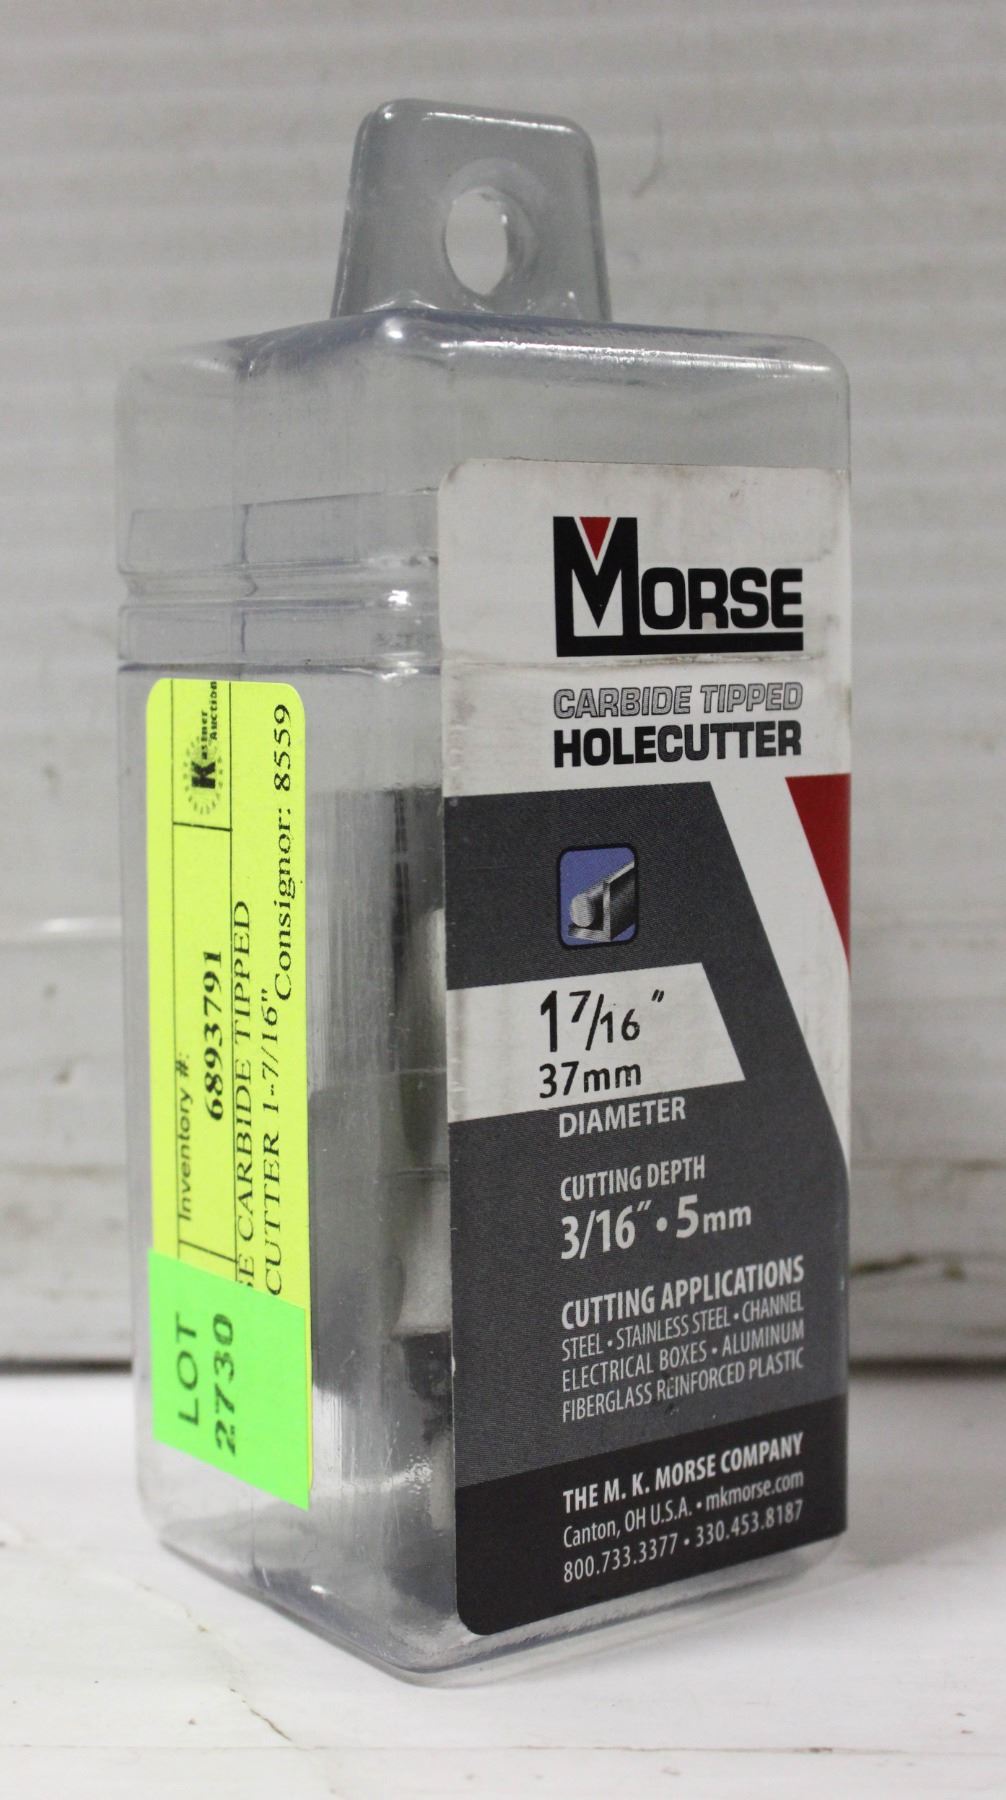 MORSE
CARBIDE TIPPED
HOLECUTTER
1 7/16"
37mm
DIAMETER
CUTTING DEPTH
3/16" • 5mm
CUTTING APPLICATIONS
STEEL • STAINLESS STEEL • CHANNEL
ELECTRICAL BOXES • ALUMINUM
FIBERGLASS REINFORCED PLASTIC
THE M. K. MORSE COMPANY
Canton, OH U.S.A. • mkmorse.com
800.733.3377 • 330.453.8187
Kastner
Auction
Inventory #:
6893791
E CARBIDE TIPPED
CUTTER 1-7/16"
Consignor: 8559
LOT
2730